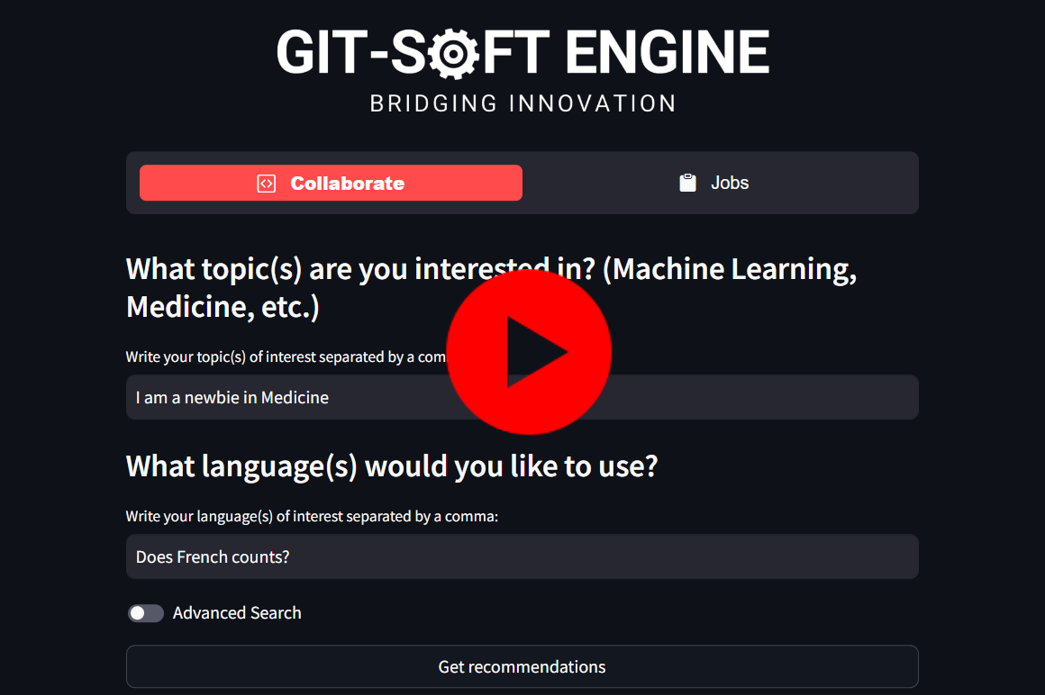 GIT-SOFT ENGINE
BRIDGING INNOVATION
Collaborate
Jobs
What topic(s) are you interested in? (Machine Learning,
Medicine, etc.)
Write your topic(s) of interest separated by a com
I am a newbie in Medicine
What language(s) would you like to use?
Write your language(s) of interest separated by a comma:
Does French counts?
Advanced Search
Get recommendations